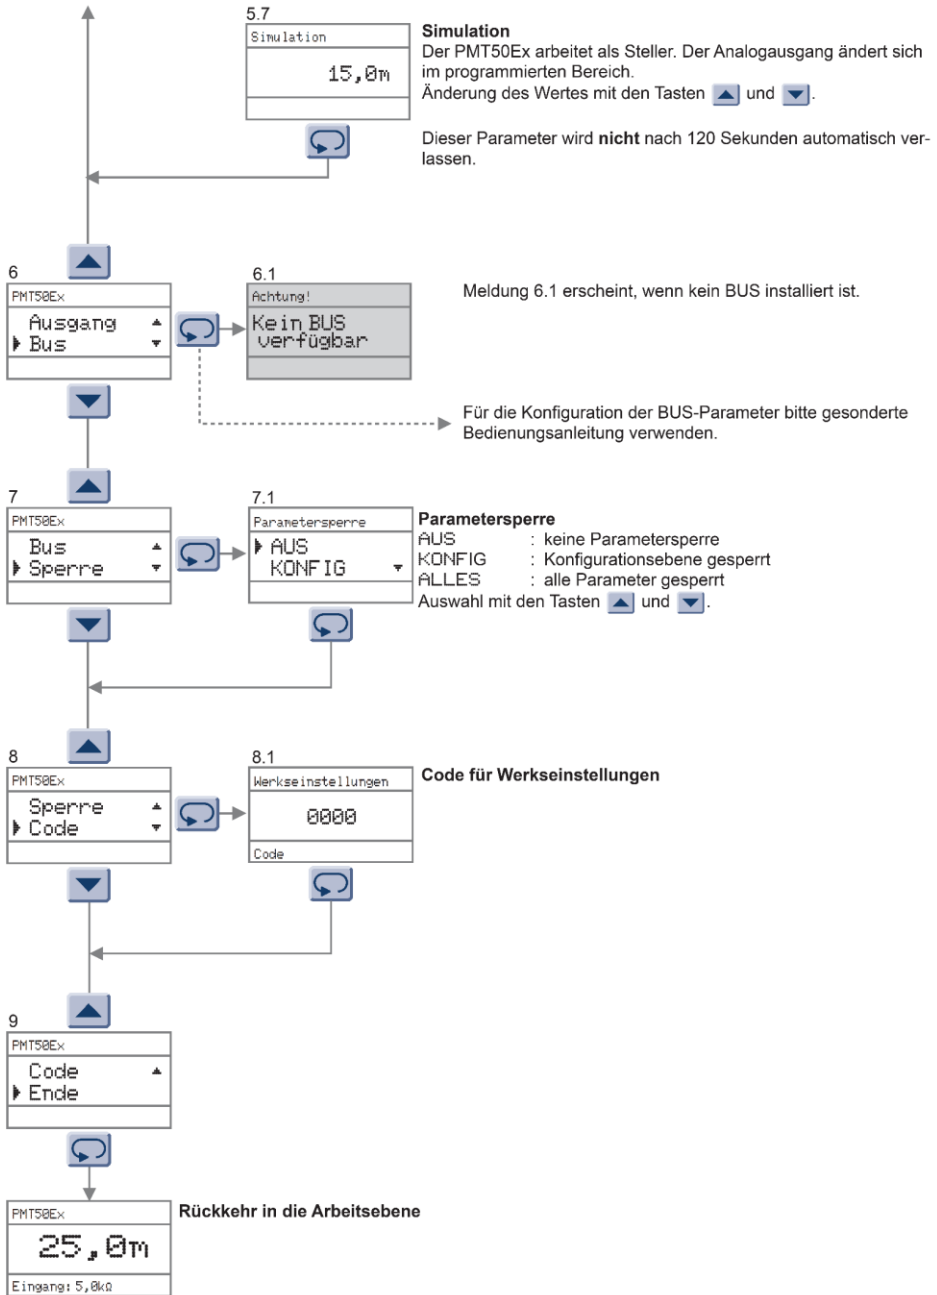 5.7
Simulation
15,0m
Simulation
Der PMT50Ex arbeitet als Steller. Der Analogausgang ändert sich
im programmierten Bereich.
Änderung des Wertes mit den Tasten und .
Dieser Parameter wird nicht nach 120 Sekunden automatisch ver-
lassen.
6
PMT50Ex
Ausgang
Bus
6.1
Achtung!
Kein BUS
verfügbar
Meldung 6.1 erscheint, wenn kein BUS installiert ist.
Für die Konfiguration der BUS-Parameter bitte gesonderte
Bedienungsanleitung verwenden.
7
PMT50Ex
Bus
Sperre
7.1
Parametersperre
AUS
KONFIG
Parametersperre
AUS : keine Parametersperre
KONFIG : Konfigurationsebene gesperrt
ALLES : alle Parameter gesperrt
Auswahl mit den Tasten und .
8
PMT50Ex
Sperre
Code
8.1
Werkseinstellungen
0000
Code
Code für Werkseinstellungen
9
PMT50Ex
Code
Ende
PMT50Ex
25,0m
Eingang: 5,0kΩ
Rückkehr in die Arbeitsebene